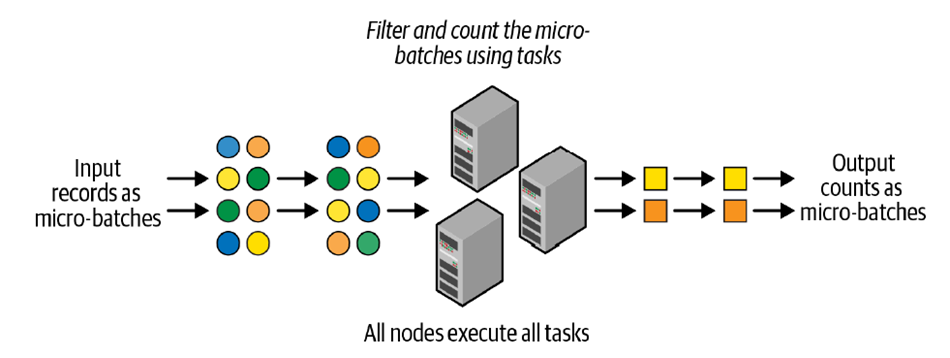 Filter and count the micro-
batches using tasks
Input
records as
micro-batches
Output
counts as
micro-batches
All nodes execute all tasks